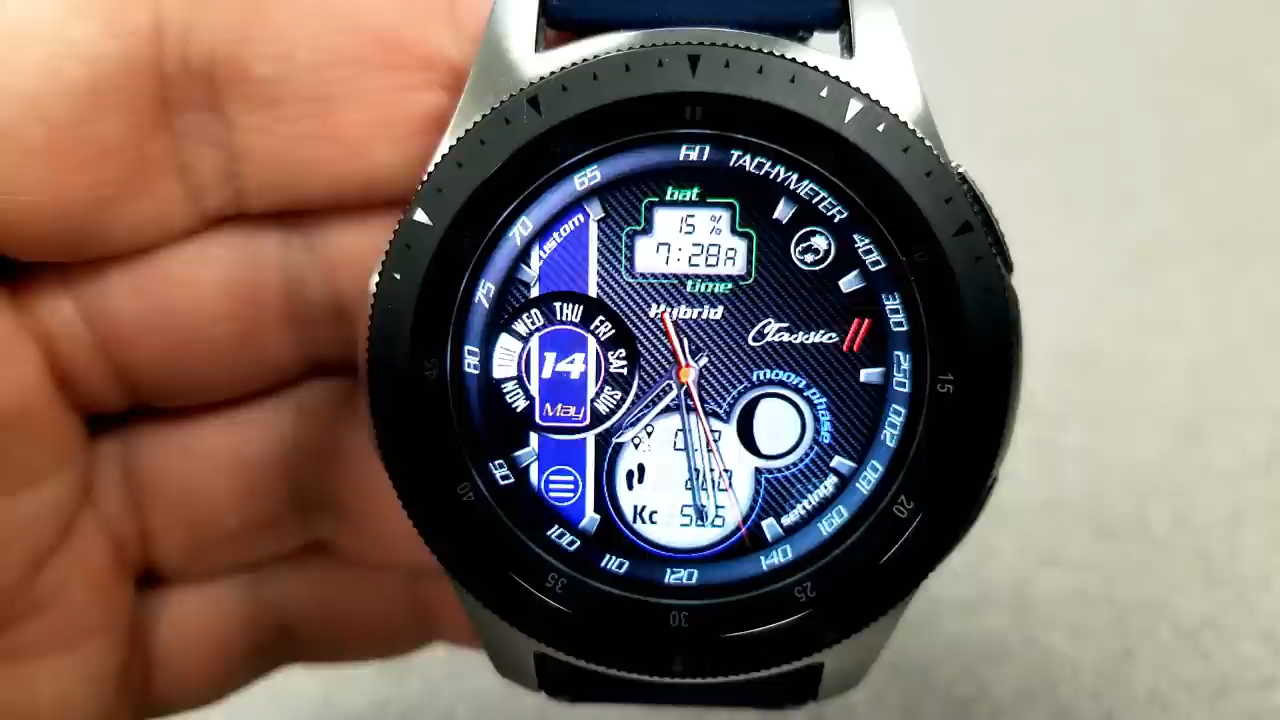 60
TACHYMETER
65
400
bat
15 %
7:28A
time
70
Custom
75
300
Hybrid
Classic
WED THU FRI
TUE
SAT
14
80
250
15
MON
May
SUN
moon phase
200
90
180
40
settings
Kc
160
20
100
110
120
140
35
25
30
45